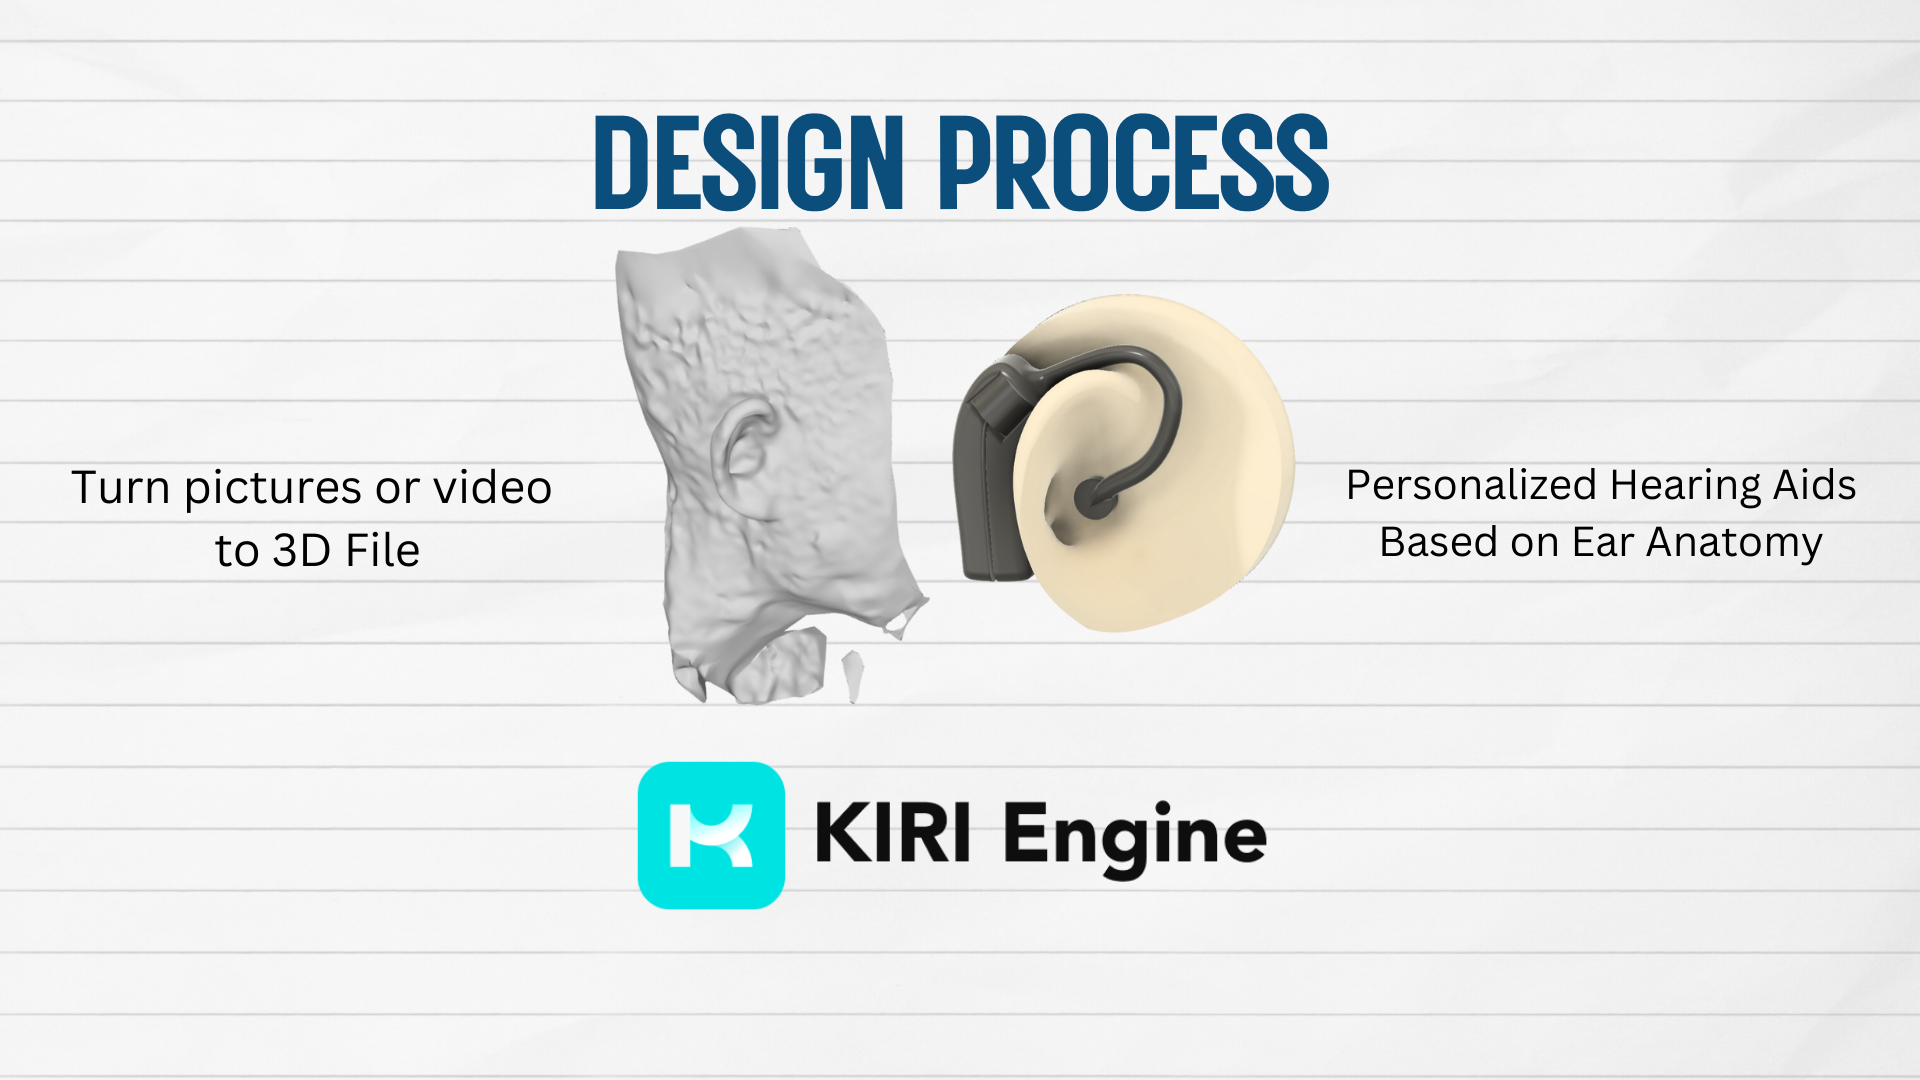 DESIGN PROCESS
Turn pictures or video
to 3D File
Personalized Hearing Aids
Based on Ear Anatomy
KIRI Engine